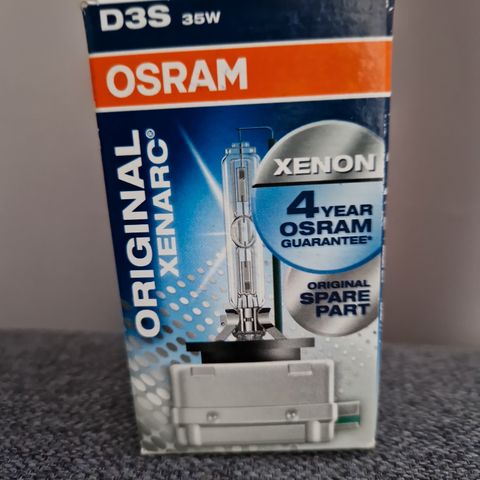 D3S 35W
OSRAM
ORIGINAL
XENARC®
XENON
4 YEAR
OSRAM
GUARANTEE*
ORIGINAL
SPARE
PART